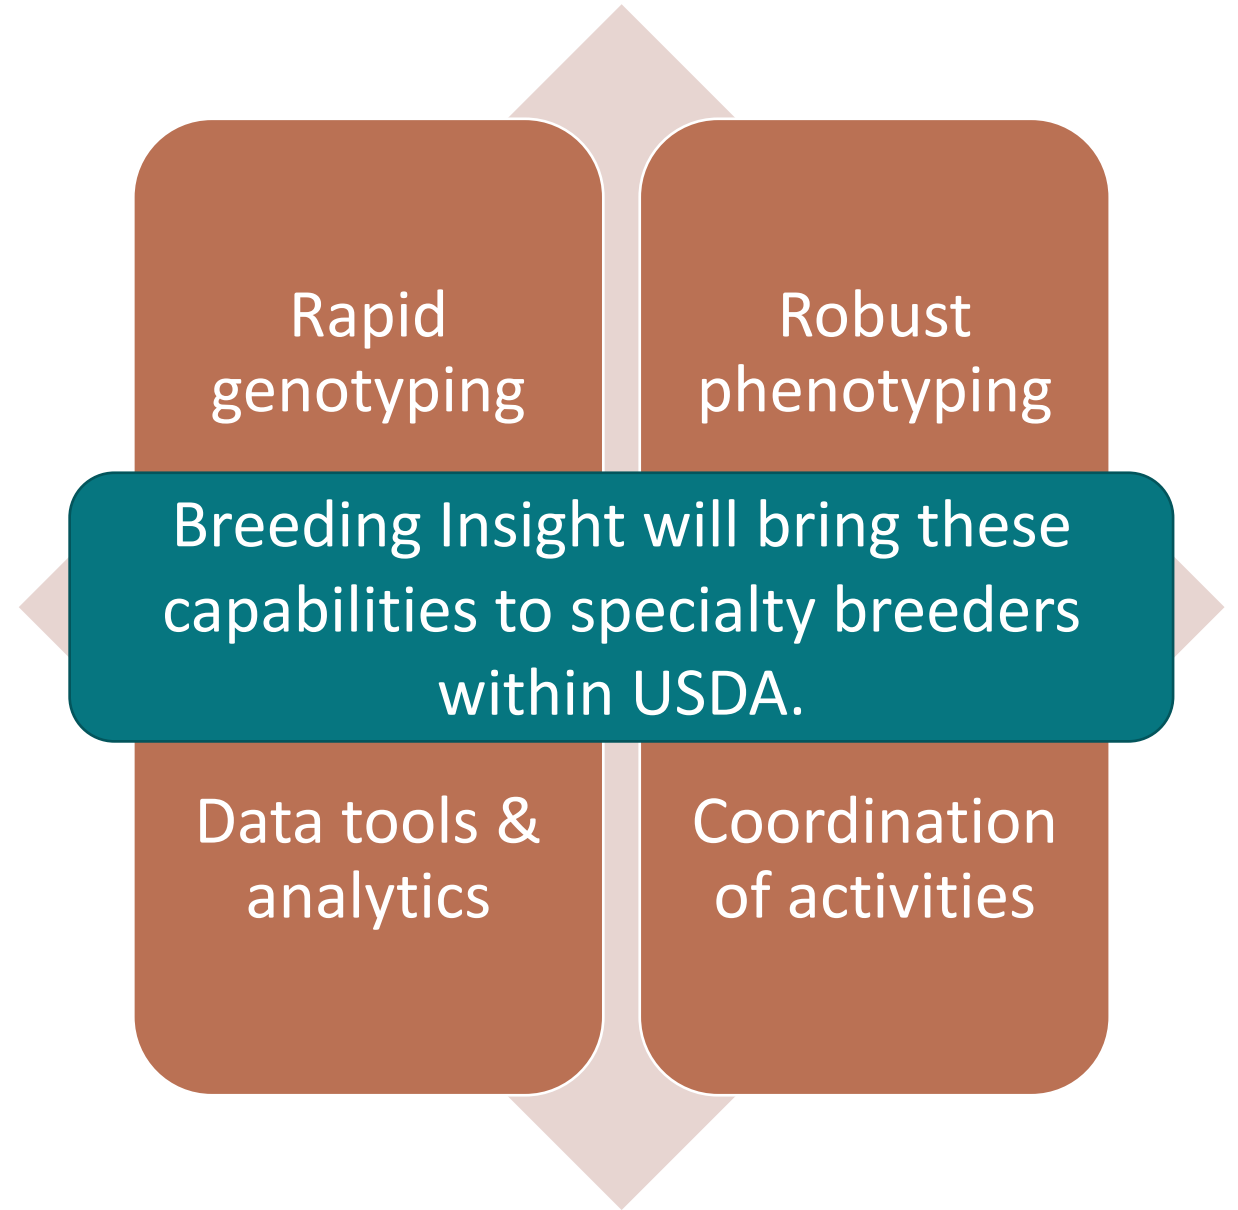 Rapid
genotyping
Robust
phenotyping
Breeding Insight will bring these
capabilities to specialty breeders
within USDA.
Data tools &
analytics
Coordination
of activities